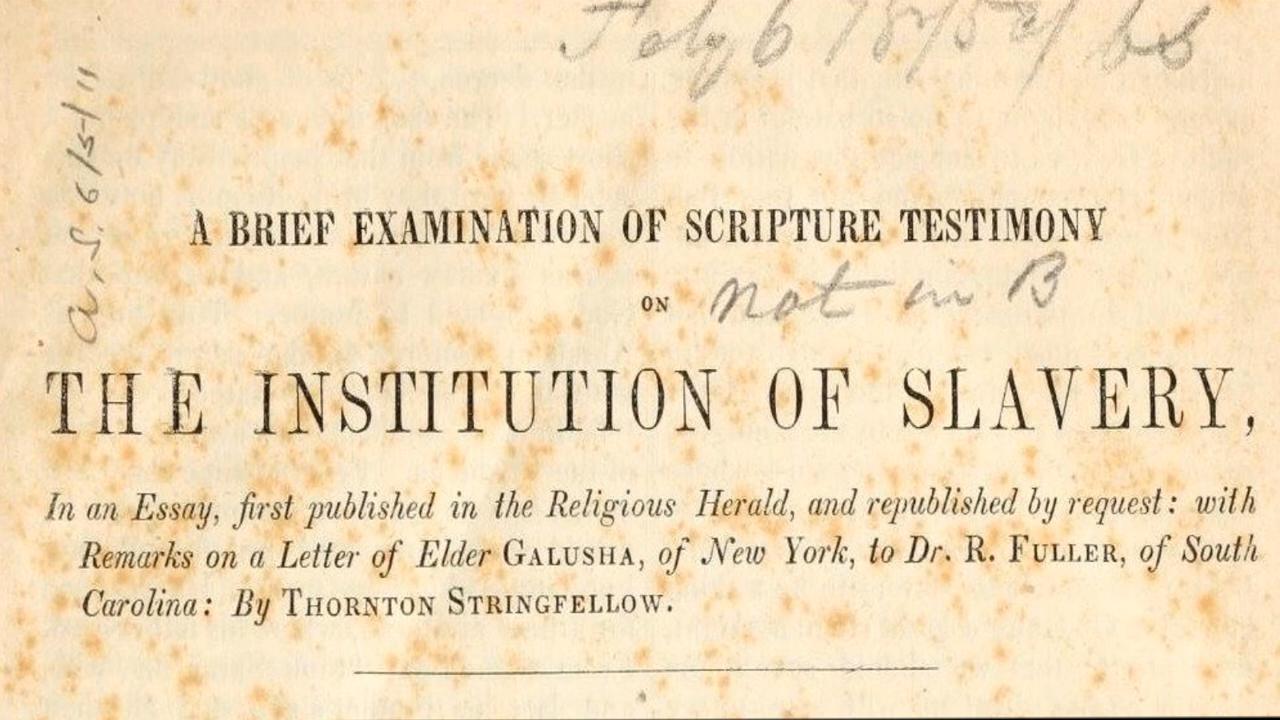 A BRIEF EXAMINATION OF SCRIPTURE TESTIMONY
ON not in B
THE INSTITUTION OF SLAVERY,
In an Essay, first published in the Religious Herald, and republished by request: with
Remarks on a Letter of Elder GALUSHA, of New York, to Dr. R. FULLER, of South
Carolina: By THORNTON STRINGFELLOW.